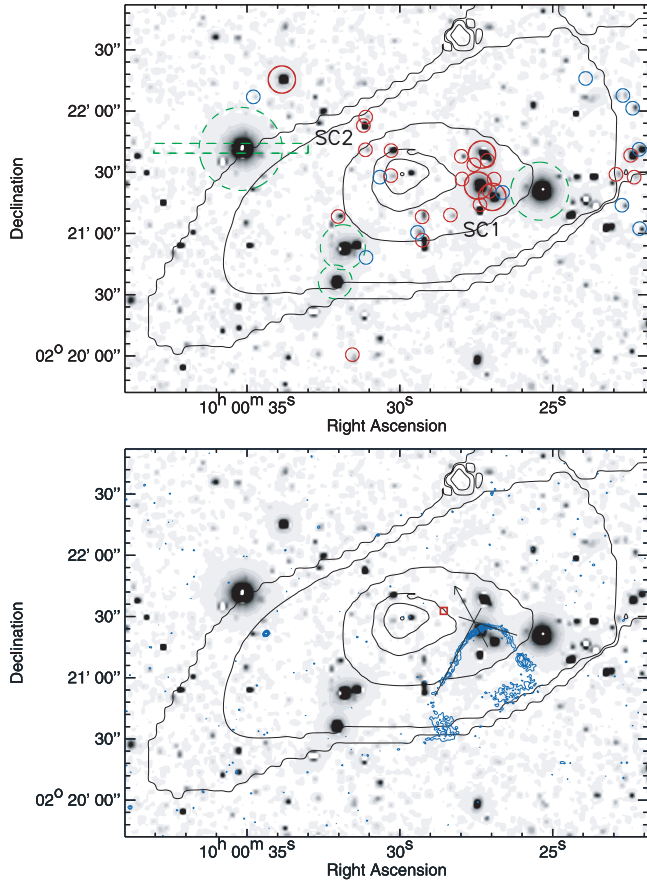 30"
22' 00"
SC2
30"
21' 00"
SC1
30"
02° 20' 00"
Declination
10h 00m 35s
30s
25s
Right Ascension
30"
22' 00"
30"
21' 00"
30"
02° 20' 00"
Declination
10h 00m 35s
30s
25s
Right Ascension